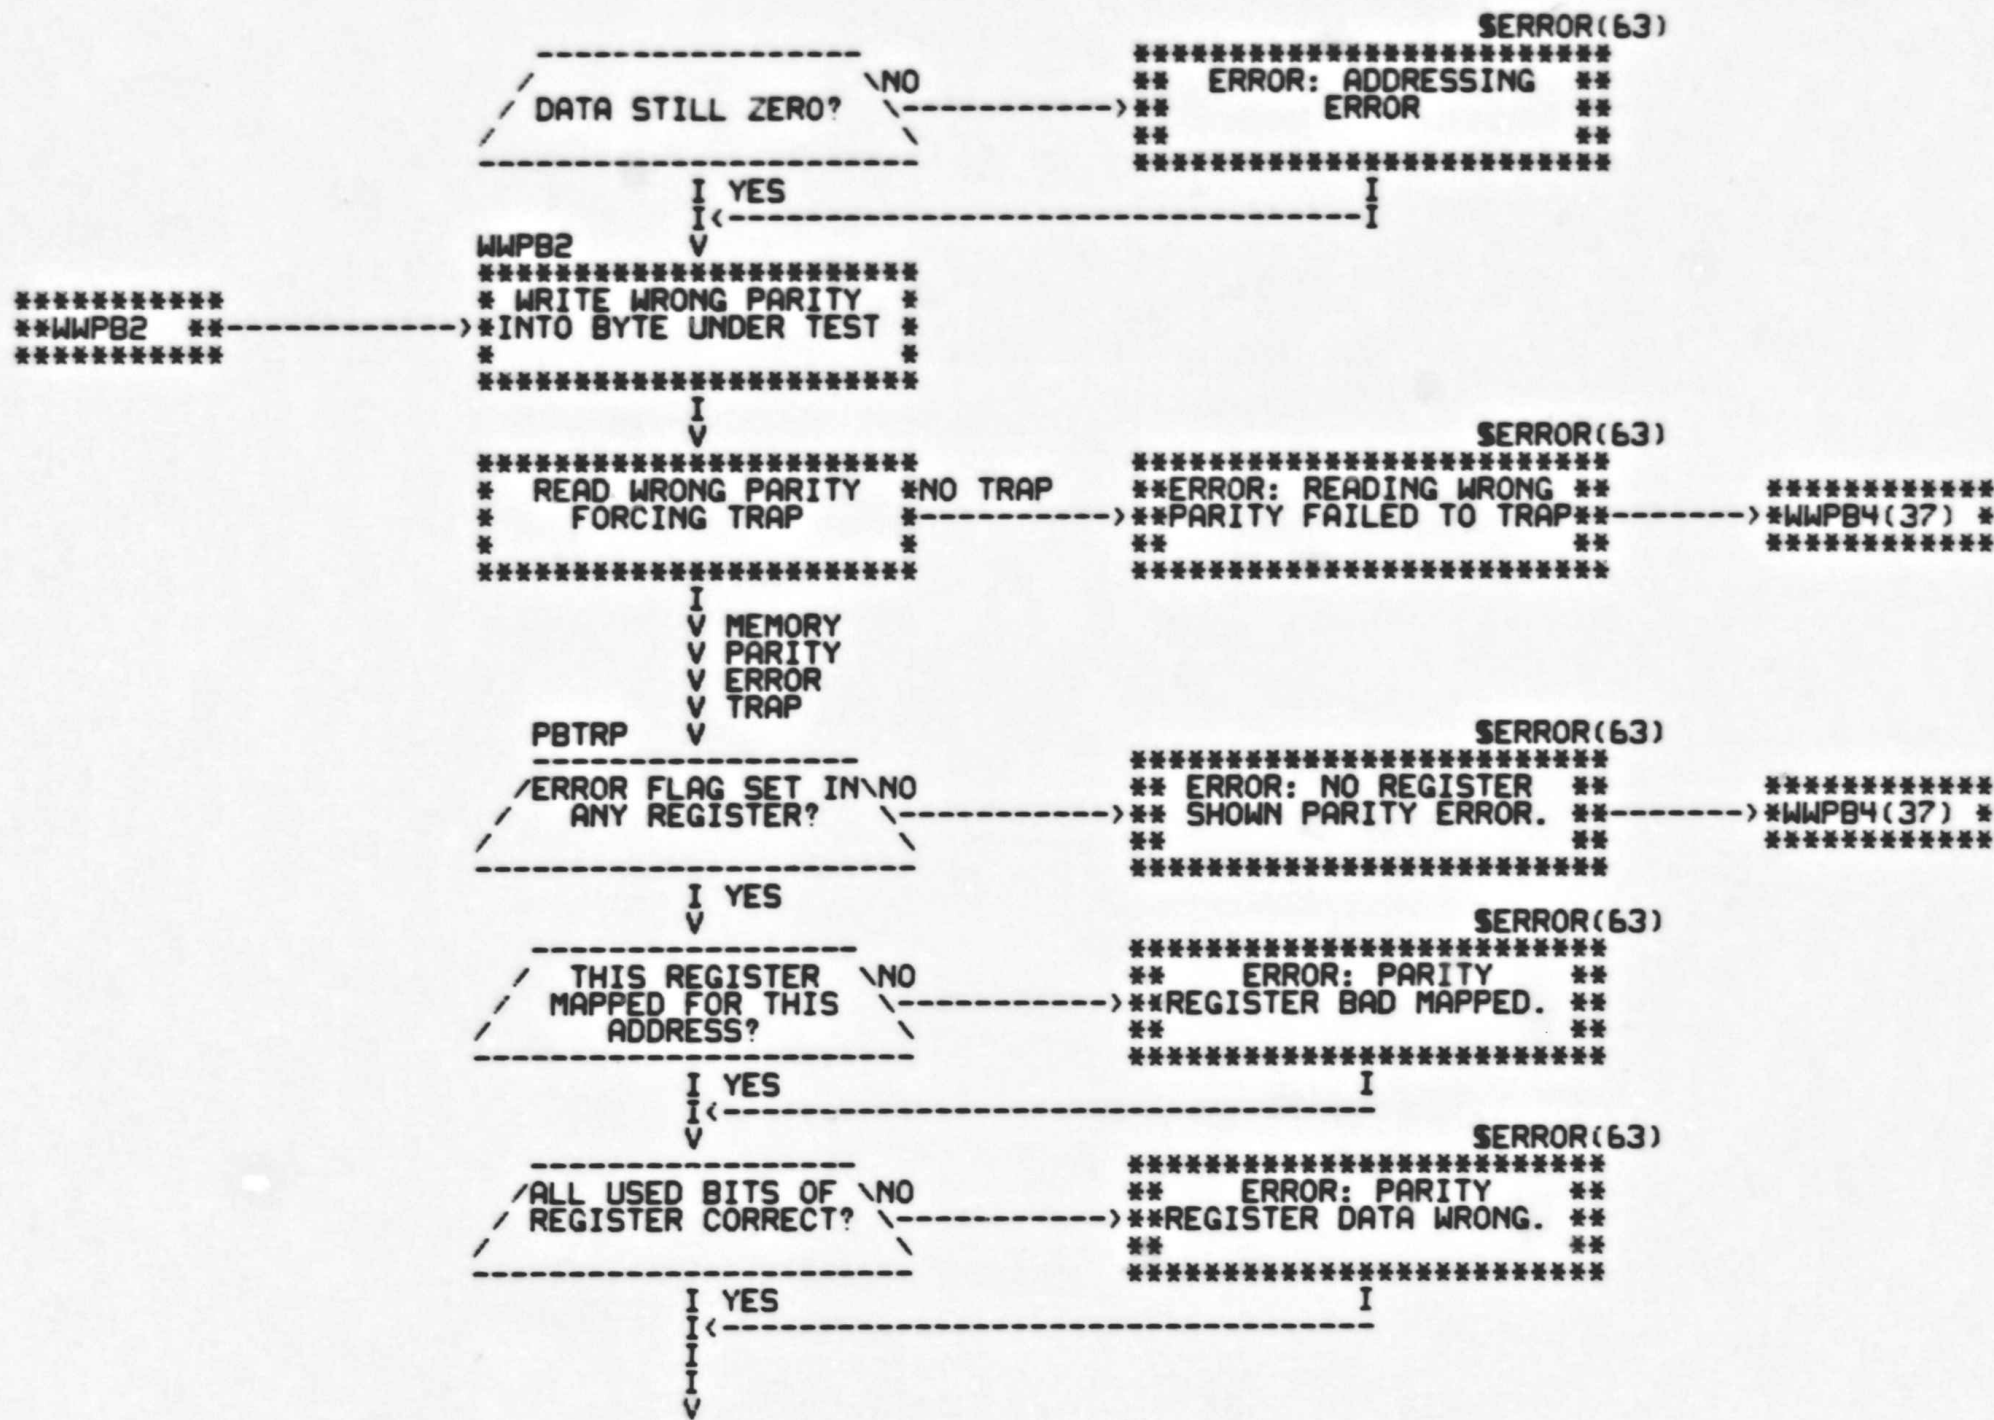 $ERROR(63)
NO
ERROR: ADDRESSING
DATA STILL ZERO?
ERROR
YES
WWPB2
WRITE WRONG PARITY
WWPB2
INTO BYTE UNDER TEST
$ERROR(63)
READ WRONG PARITY
NO TRAP
ERROR: READING WRONG
FORCING TRAP
PARITY FAILED TO TRAP
WWPB4(37)
MEMORY
PARITY
ERROR
TRAP
PBTRP
$ERROR(63)
ERROR FLAG SET IN
NO
ERROR: NO REGISTER
ANY REGISTER?
SHOWN PARITY ERROR.
WWPB4(37)
YES
$ERROR(63)
THIS REGISTER
NO
ERROR: PARITY
MAPPED FOR THIS
REGISTER BAD MAPPED.
ADDRESS?
YES
$ERROR(63)
ALL USED BITS OF
NO
ERROR: PARITY
REGISTER CORRECT?
REGISTER DATA WRONG.
YES